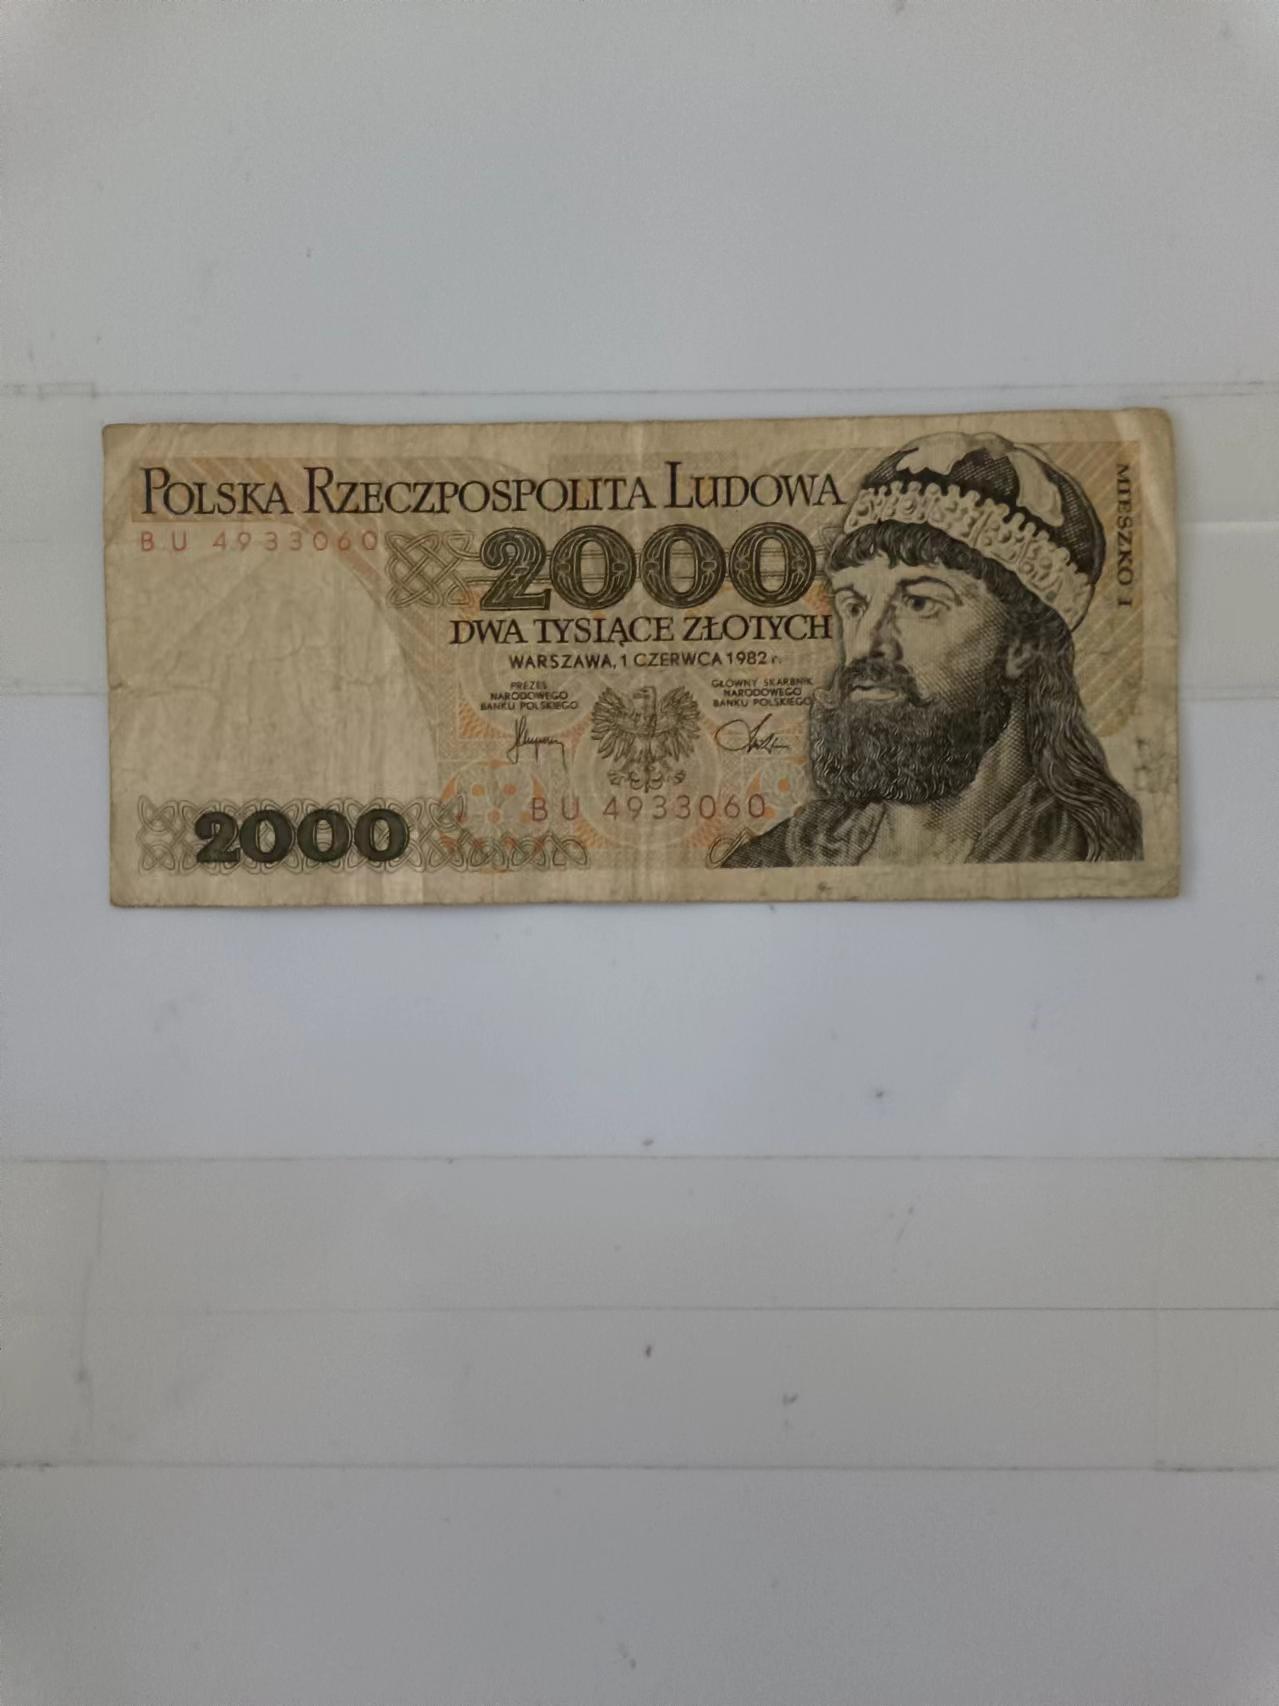 POLSKA RZECZPOSPOLITA LUDOWA
BU 4933060
2000
DWA TYSIĄCE ZŁOTYCH
WARSZAWA, 1 CZERWCA 1982 r.
PREZES
NARODOWEGO
BANKU POLSKIEGO
GŁÓWNY SKARBNIK
NARODOWEGO
BANKU POLSKIEGO
BU 4933060
2000
MIESZKO I